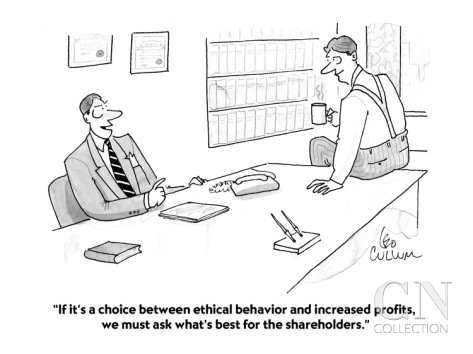 LEO
CULLUM
CN
COLLECTION
"If it's a choice between ethical behavior and increased profits,
we must ask what's best for the shareholders."